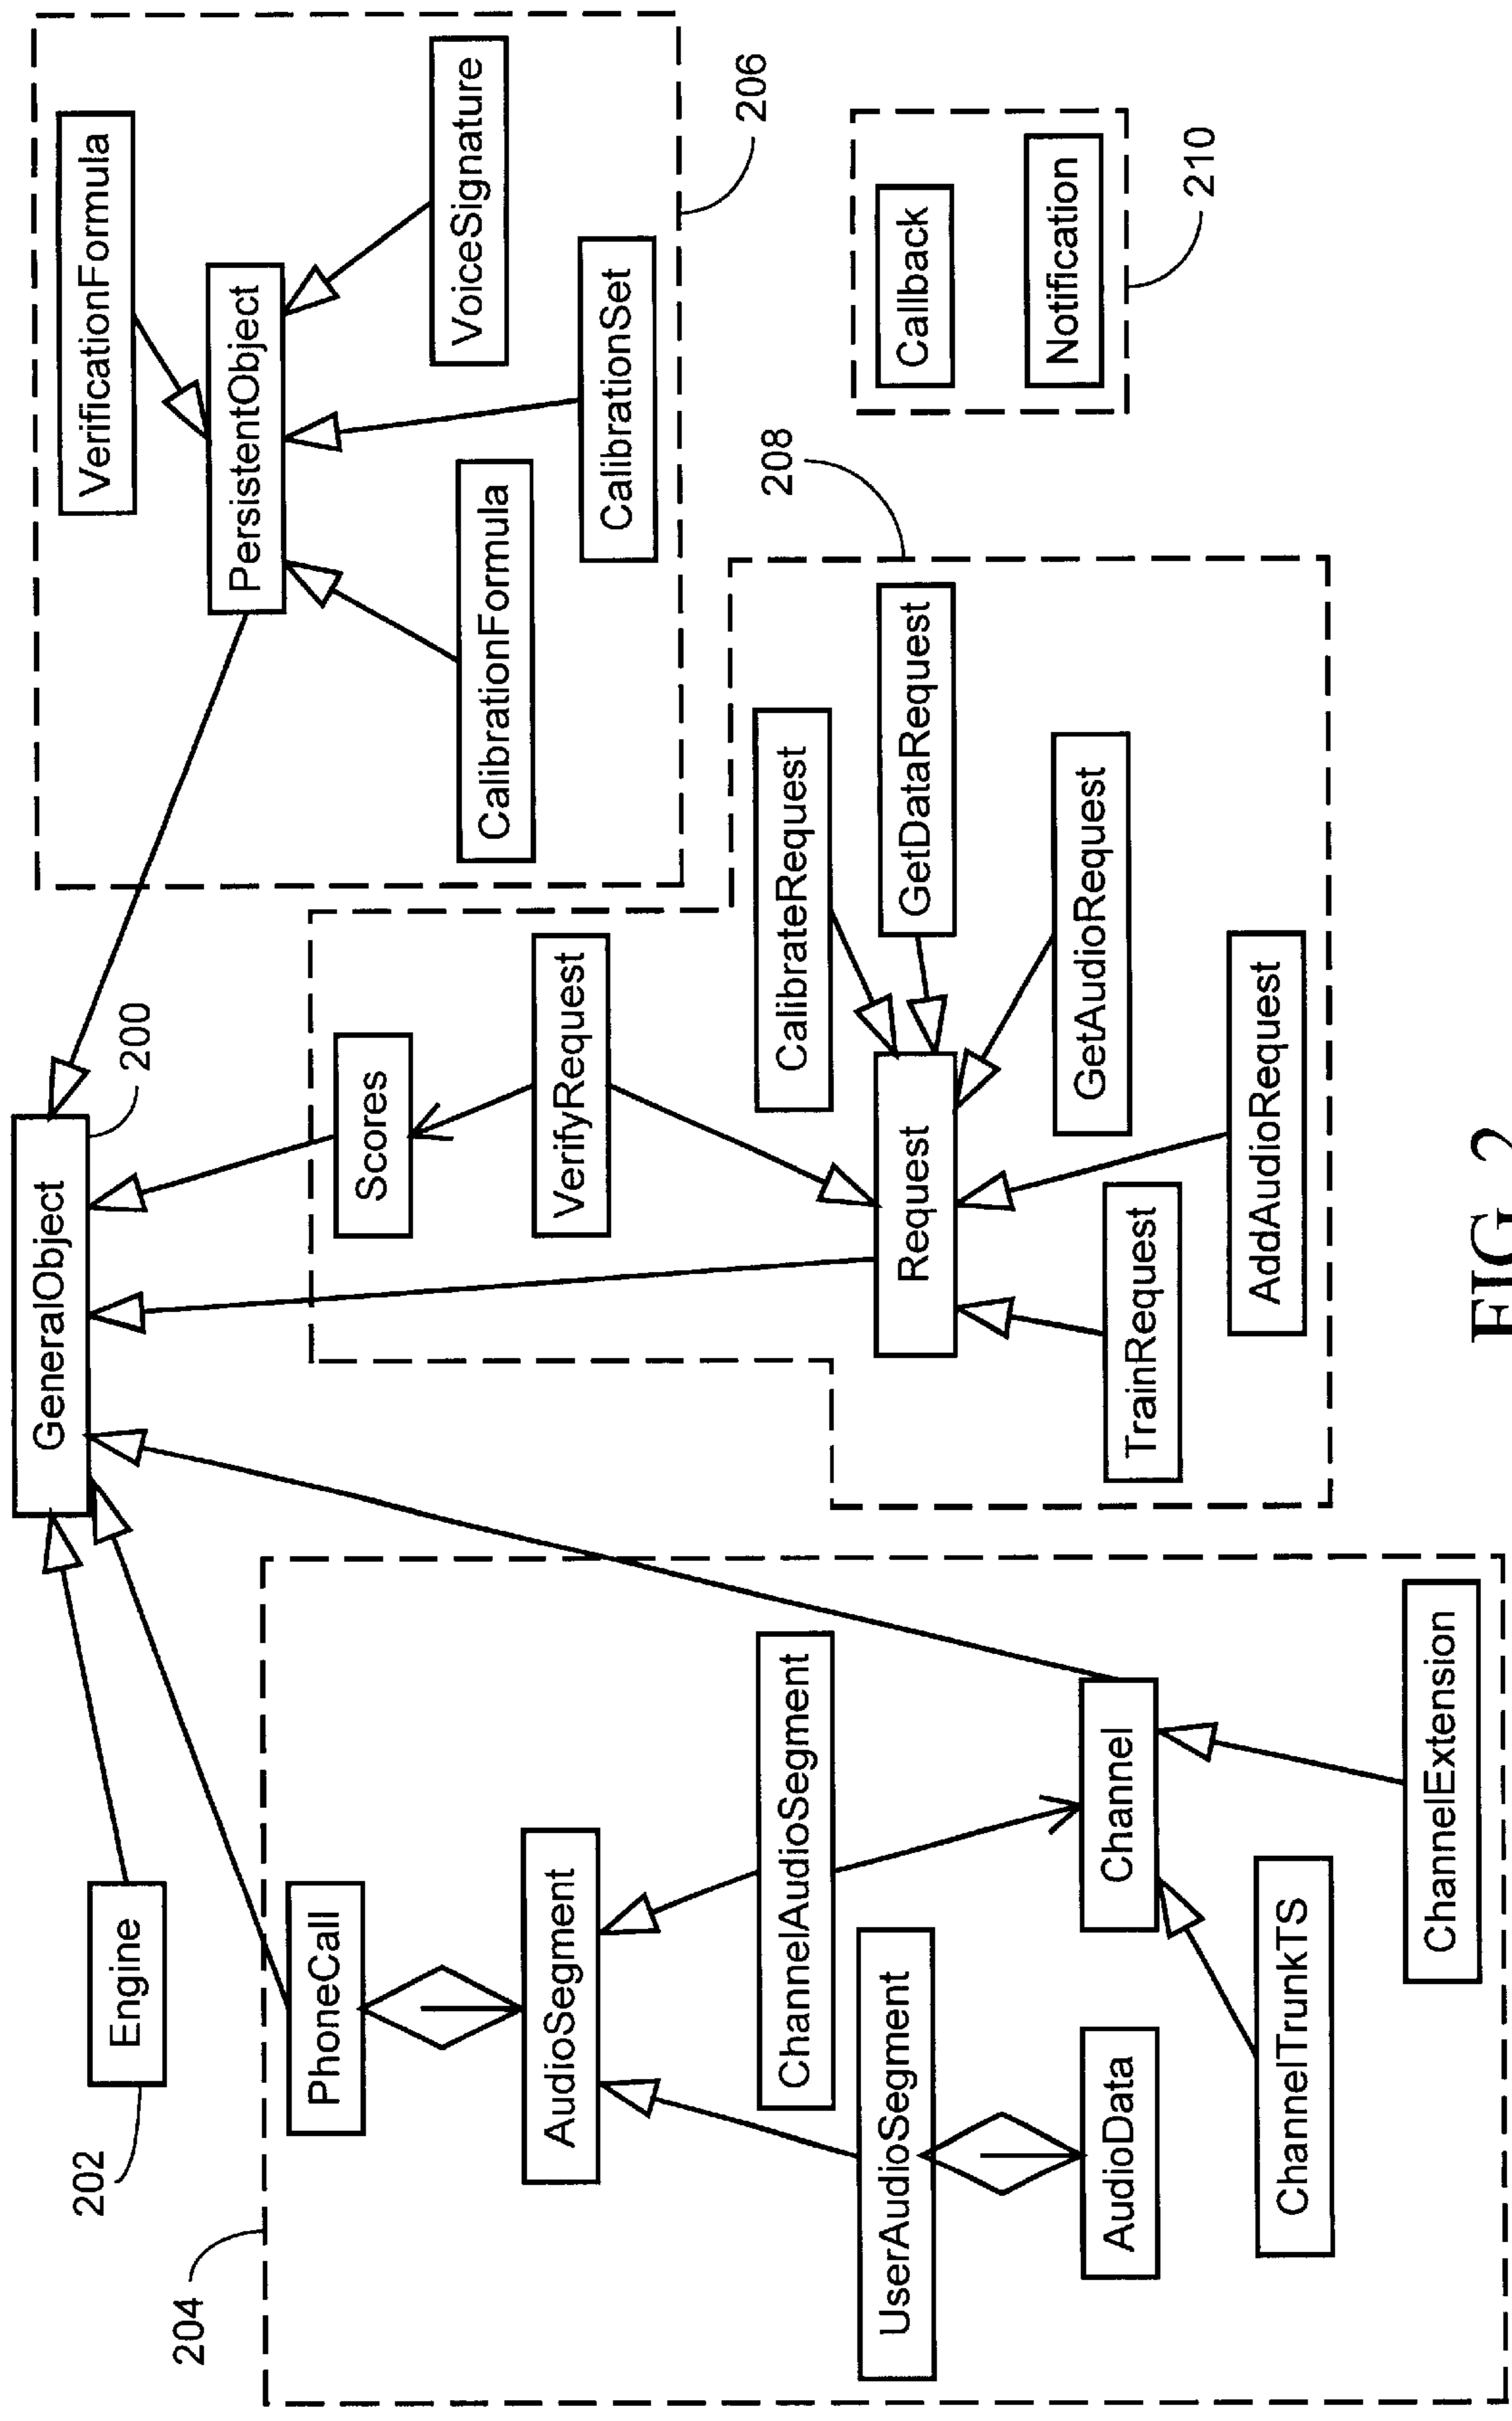 GeneralObject
200
Engine
202
204
PhoneCall
AudioSegment
ChannelAudioSegment
UserAudioSegment
AudioData
Channel
ChannelTrunkTS
ChannelExtension
Scores
VerifyRequest
CalibrateRequest
GetDataRequest
Request
GetAudioRequest
TrainRequest
AddAudioRequest
208
VerificationFormula
PersistentObject
VoiceSignature
CalibrationFormula
CalibrationSet
206
Callback
Notification
210
FIG. 2